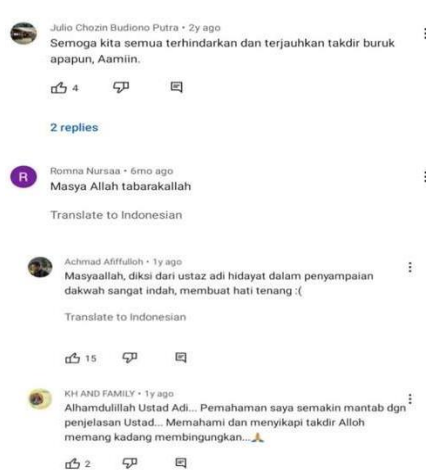 Julio Chozin Budiono Putra • 2y ago
Semoga kita semua terhindarkan dan terjauhkan takdir buruk
apapun, Aamiin.
4
2 replies
R
Romna Nursaa • 6mo ago
Masya Allah tabarakallah
Translate to Indonesian
Achmad Afiffulloh • 1y ago
Masyaallah, diksi dari ustaz adi hidayat dalam penyampaian
dakwah sangat indah, membuat hati tenang :(
Translate to Indonesian
15
KH AND FAMILY • 1y ago
Alhamdulillah Ustad Adi... Pemahaman saya semakin mantab dgn
penjelasan Ustad... Memahami dan menyikapi takdir Alloh
memang kadang membingungkan...🙏
2